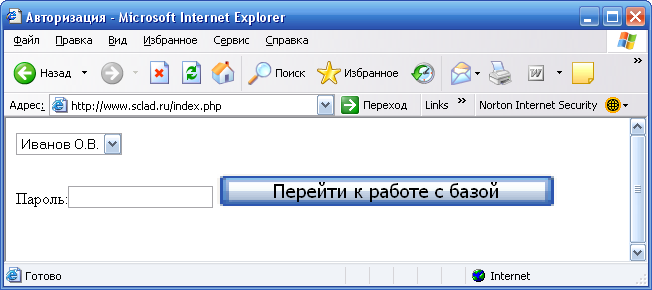 Авторизация - Microsoft Internet Explorer
Файл Правка Вид Избранное Сервис Справка
Назад Поиск Избранное W »
Адрес: http://www.sclad.ru/index.php Переход Links » Norton Internet Security
Иванов О.В.
Пароль: Перейти к работе с базой
Готово Internet